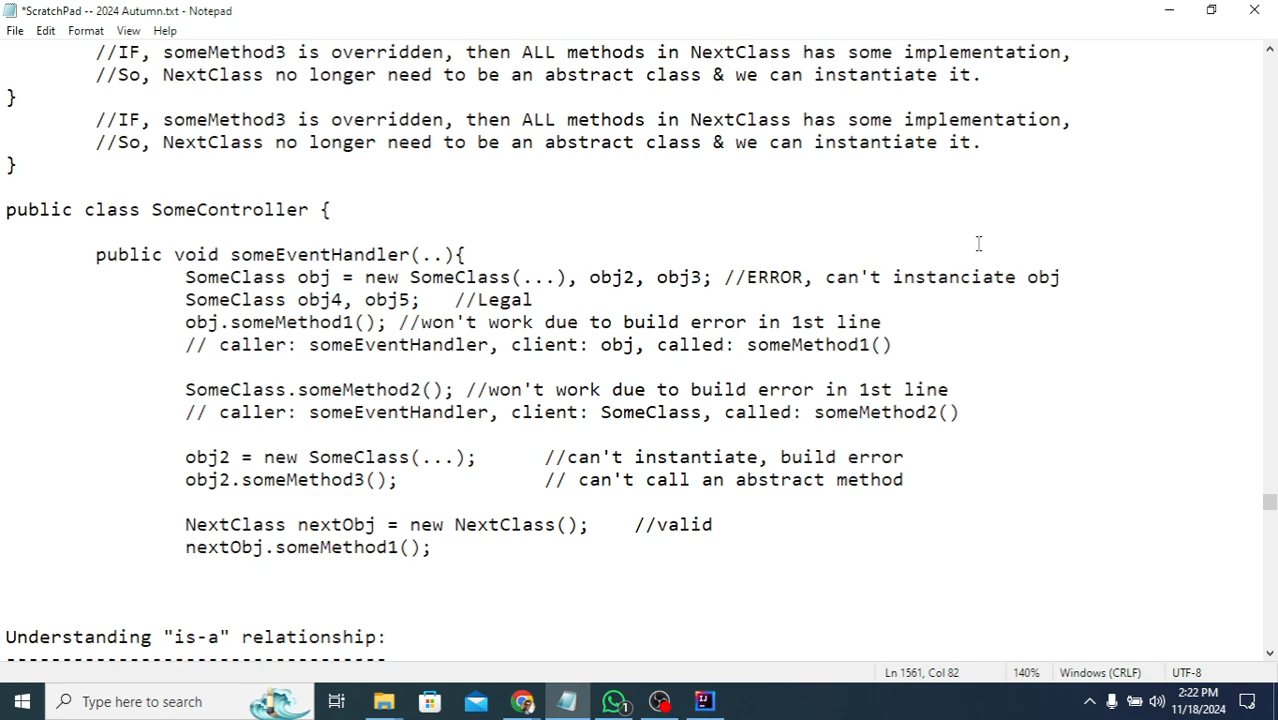 *ScratchPad -- 2024 Autumn.txt - Notepad
File Edit Format View Help
//IF, someMethod3 is overridden, then ALL methods in NextClass has some implementation,
//So, NextClass no longer need to be an abstract class & we can instantiate it.
}
//IF, someMethod3 is overridden, then ALL methods in NextClass has some implementation,
//So, NextClass no longer need to be an abstract class & we can instantiate it.
}
public class SomeController {
public void someEventHandler(..){
SomeClass obj = new SomeClass(...), obj2, obj3; //ERROR, can't instanciate obj
SomeClass obj4, obj5; //Legal
obj.someMethod1(); //won't work due to build error in 1st line
// caller: someEventHandler, client: obj, called: someMethod1()
SomeClass.someMethod2(); //won't work due to build error in 1st line
// caller: someEventHandler, client: SomeClass, called: someMethod2()
obj2 = new SomeClass(...); //can't instantiate, build error
obj2.someMethod3(); // can't call an abstract method
NextClass nextObj = new NextClass(); //valid
nextObj.someMethod1();
Understanding "is-a" relationship:
----------------------------------
Ln 1561, Col 82 140% Windows (CRLF) UTF-8
Type here to search
1
2:22 PM
11/18/2024